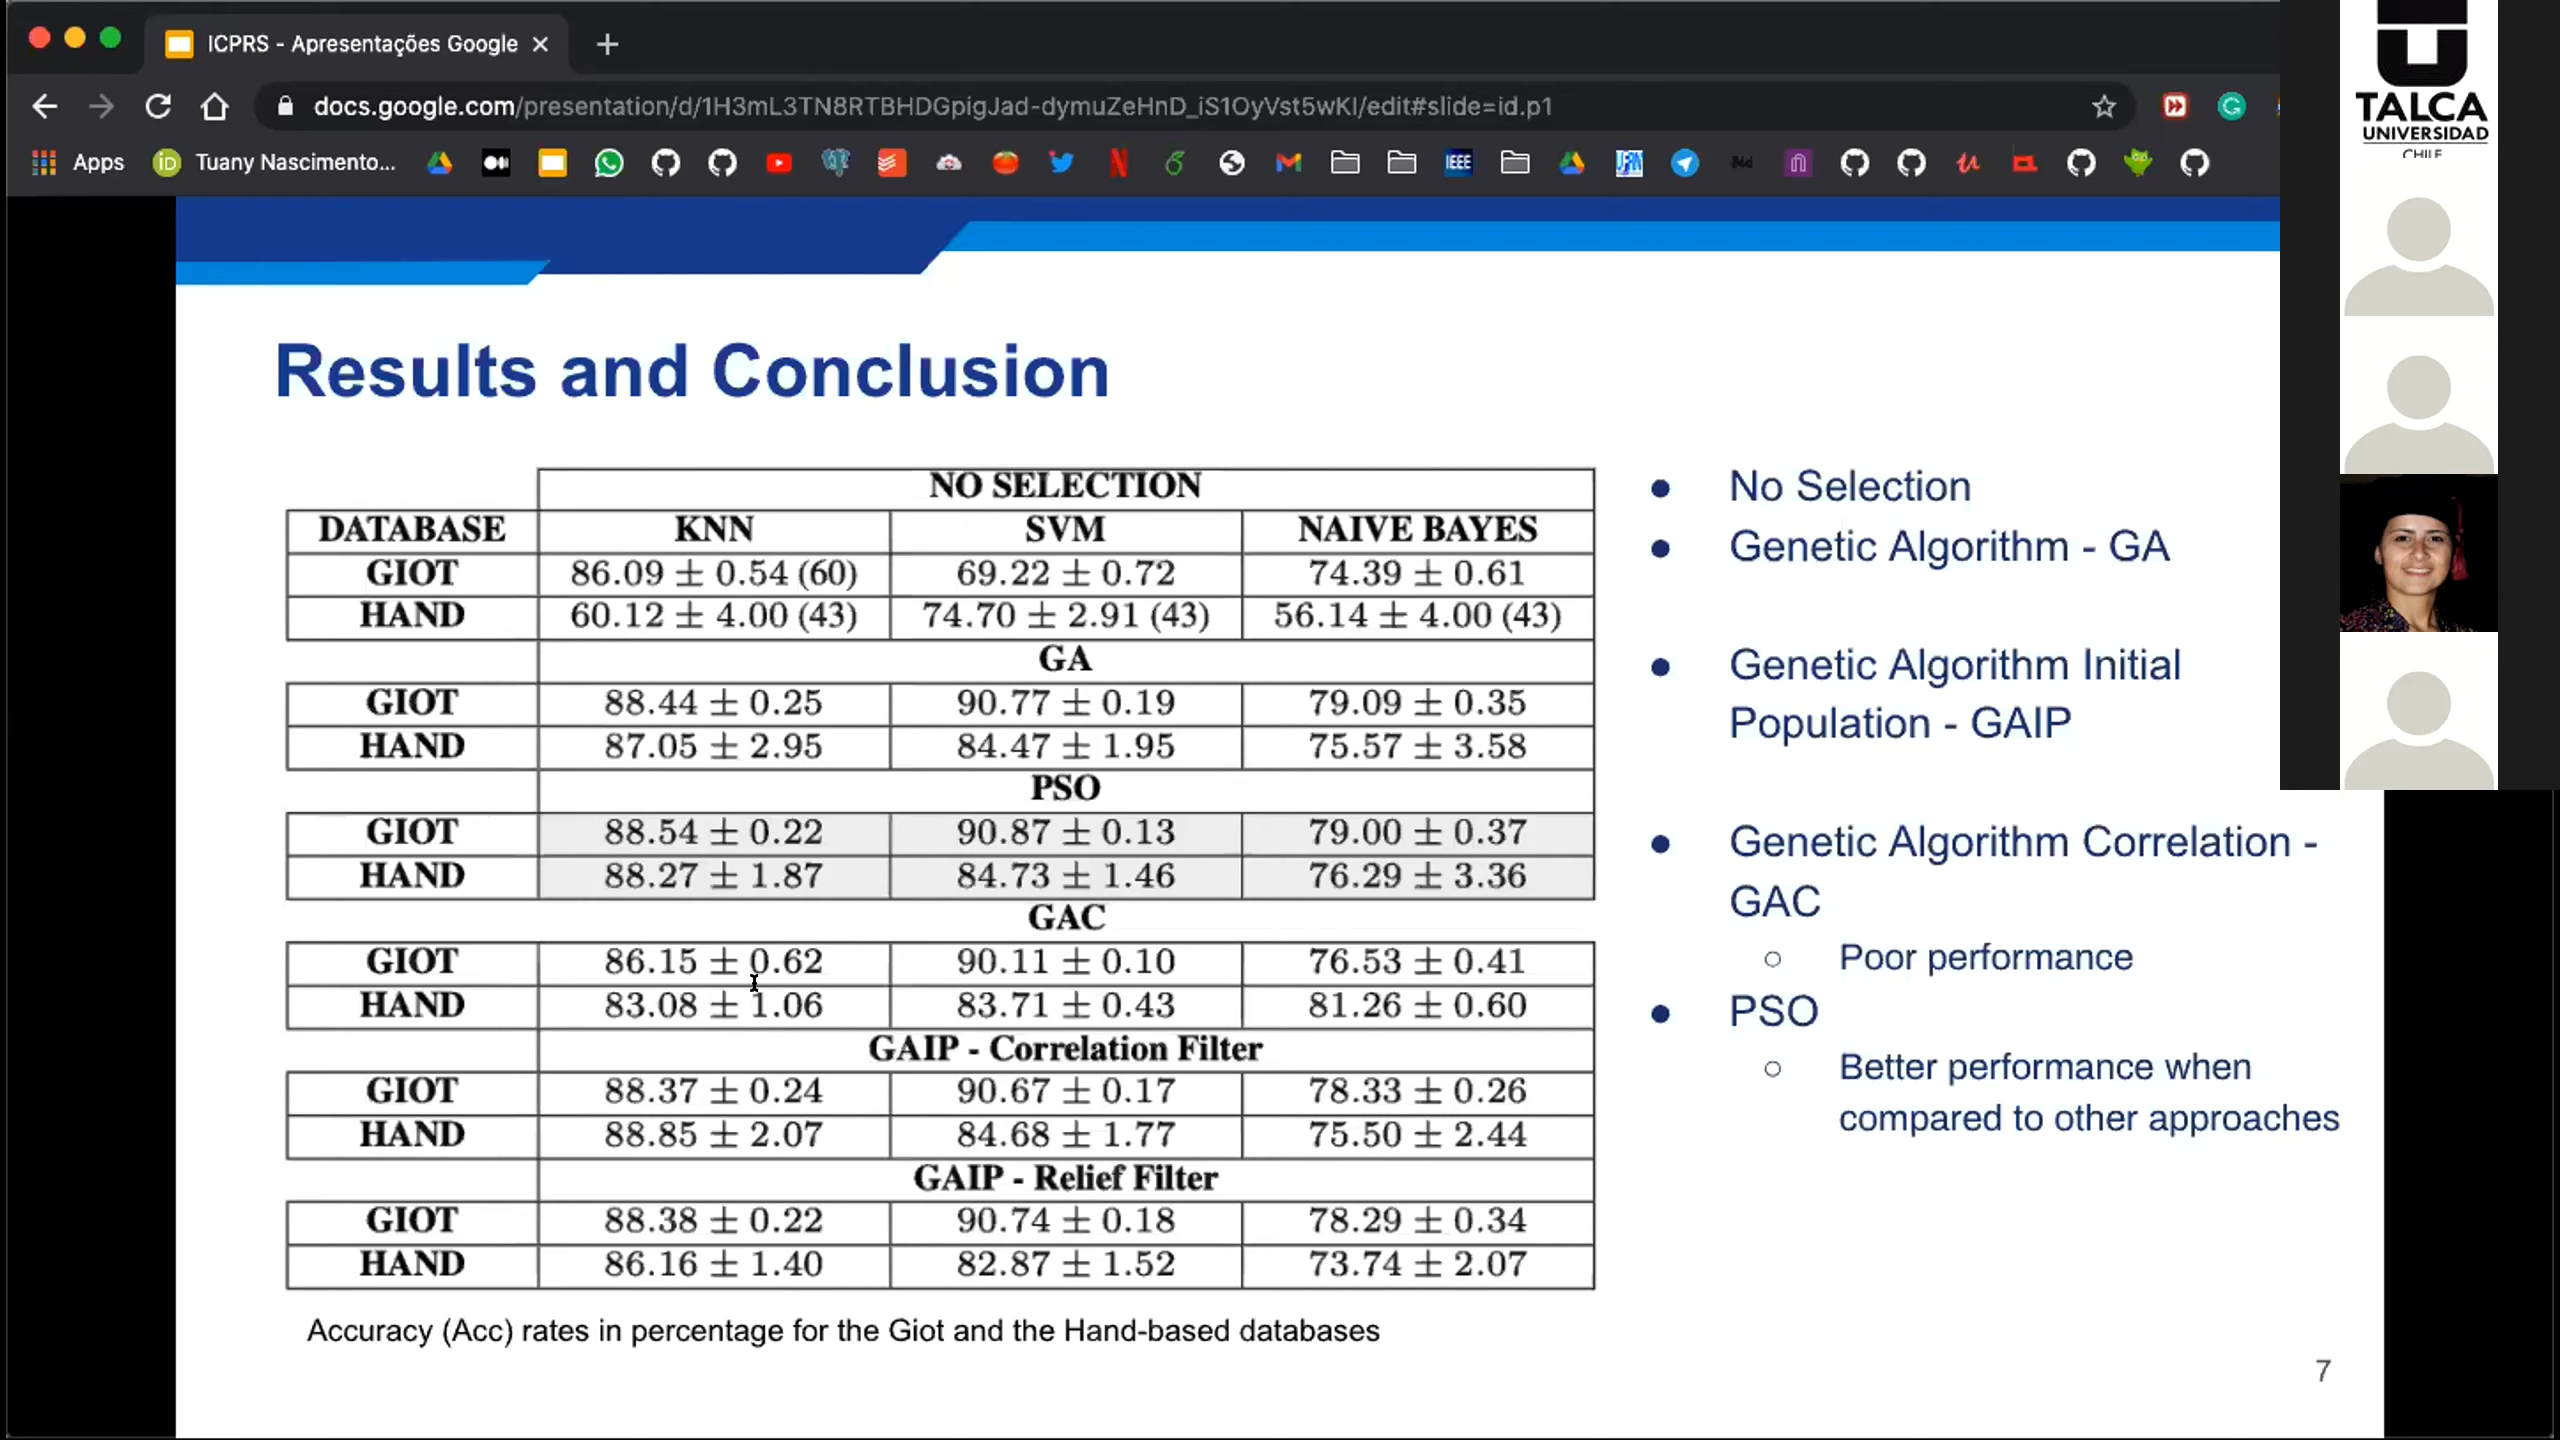 ICPRS - Apresentações Google
docs.google.com/presentation/d/1H3mL3TN8RTBHDGpigJad-dymuZeHnD_iS1OyVst5wKI/edit#slide=id.p1
Apps
Tuany Nascimento...
IEEE
TALCA
UNIVERSIDAD
CHILE
Results and Conclusion
NO SELECTION
DATABASE KNN SVM NAIVE BAYES
GIOT 86.09 ± 0.54 (60) 69.22 ± 0.72 74.39 ± 0.61
HAND 60.12 ± 4.00 (43) 74.70 ± 2.91 (43) 56.14 ± 4.00 (43)
GA
GIOT 88.44 ± 0.25 90.77 ± 0.19 79.09 ± 0.35
HAND 87.05 ± 2.95 84.47 ± 1.95 75.57 ± 3.58
PSO
GIOT 88.54 ± 0.22 90.87 ± 0.13 79.00 ± 0.37
HAND 88.27 ± 1.87 84.73 ± 1.46 76.29 ± 3.36
GAC
GIOT 86.15 ± 0.62 90.11 ± 0.10 76.53 ± 0.41
HAND 83.08 ± 1.06 83.71 ± 0.43 81.26 ± 0.60
GAIP - Correlation Filter
GIOT 88.37 ± 0.24 90.67 ± 0.17 78.33 ± 0.26
HAND 88.85 ± 2.07 84.68 ± 1.77 75.50 ± 2.44
GAIP - Relief Filter
GIOT 88.38 ± 0.22 90.74 ± 0.18 78.29 ± 0.34
HAND 86.16 ± 1.40 82.87 ± 1.52 73.74 ± 2.07
Accuracy (Acc) rates in percentage for the Giot and the Hand-based databases
● No Selection
● Genetic Algorithm - GA
● Genetic Algorithm Initial
Population - GAIP
● Genetic Algorithm Correlation -
GAC
○ Poor performance
● PSO
○ Better performance when
compared to other approaches
7